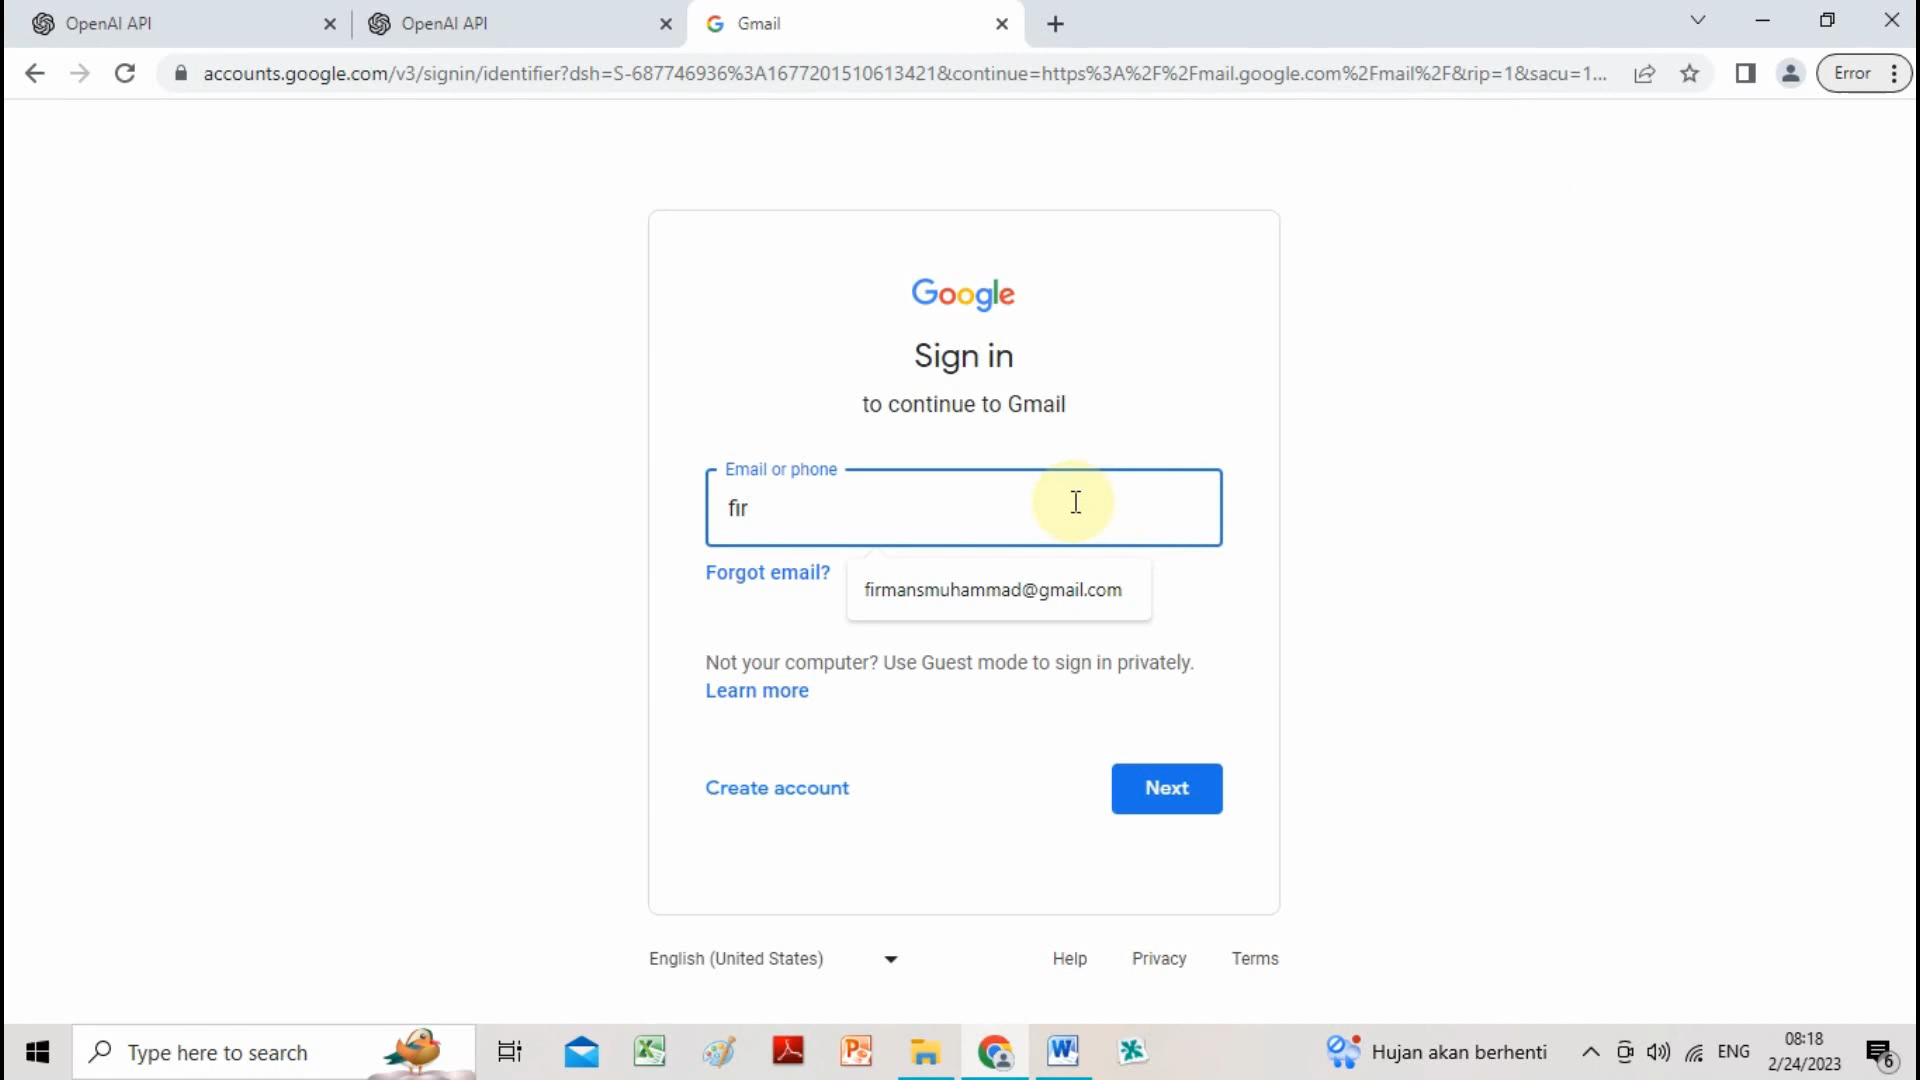 OpenAI API
OpenAI API
Gmail
accounts.google.com/v3/signin/identifier?dsh=S-687746936%3A1677201510613421&continue=https%3A%2F%2Fmail.google.com%2Fmail%2F&rip=1&sacu=1...
Error
Google
Sign in
to continue to Gmail
Email or phone
fir
Forgot email?
firmansmuhammad@gmail.com
Not your computer? Use Guest mode to sign in privately.
Learn more
Create account
Next
English (United States)
Help
Privacy
Terms
Type here to search
Hujan akan berhenti
ENG
08:18
2/24/2023
6